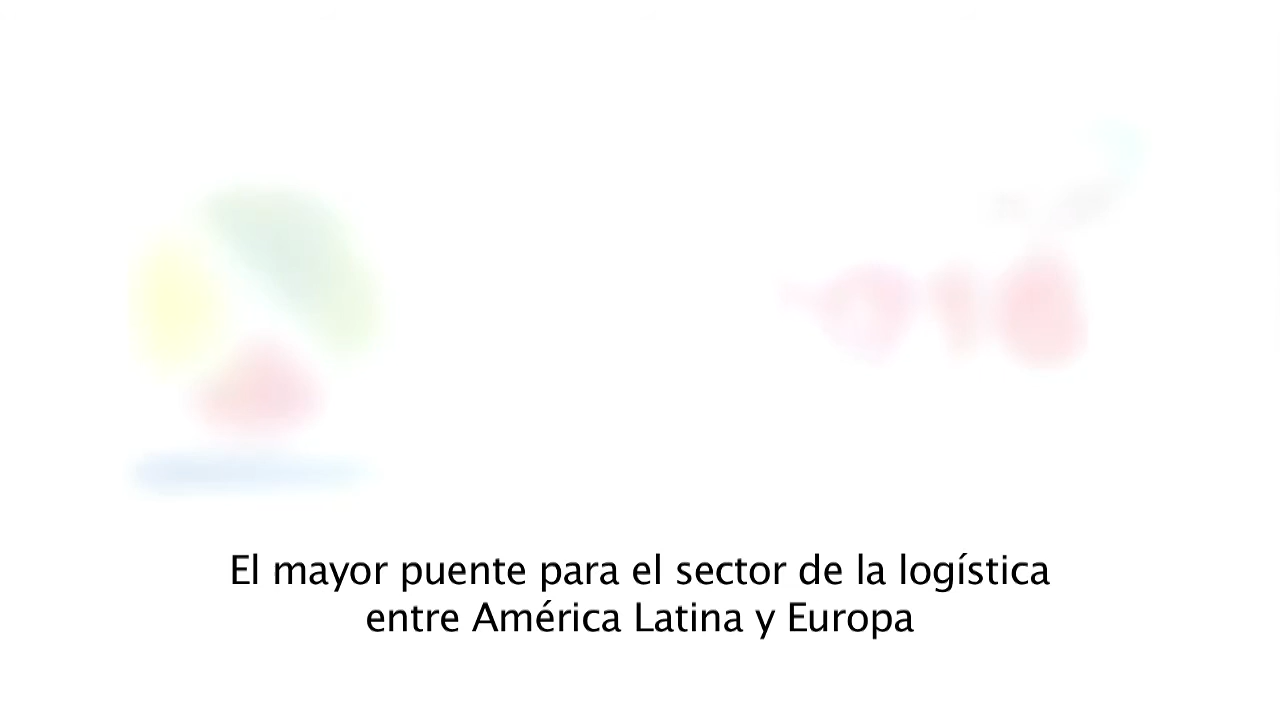 El mayor puente para el sector de la logística
entre América Latina y Europa